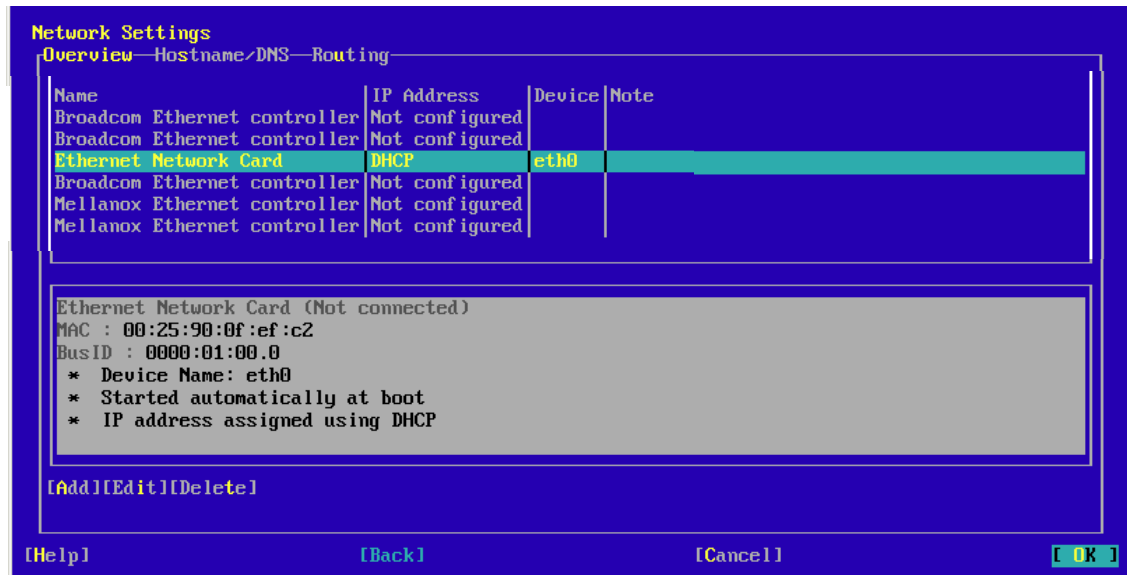 Network Settings
Overview—Hostname/DNS—Routing
Name IP Address Device Note
Broadcom Ethernet controller Not configured
Broadcom Ethernet controller Not configured
Ethernet Network Card DHCP eth0
Broadcom Ethernet controller Not configured
Mellanox Ethernet controller Not configured
Mellanox Ethernet controller Not configured
Ethernet Network Card (Not connected)
MAC : 00:25:90:0f:ef:c2
BusID : 0000:01:00.0
* Device Name: eth0
* Started automatically at boot
* IP address assigned using DHCP
[Add][Edit][Delete]
[Help] [Back] [Cancel] [ OK ]